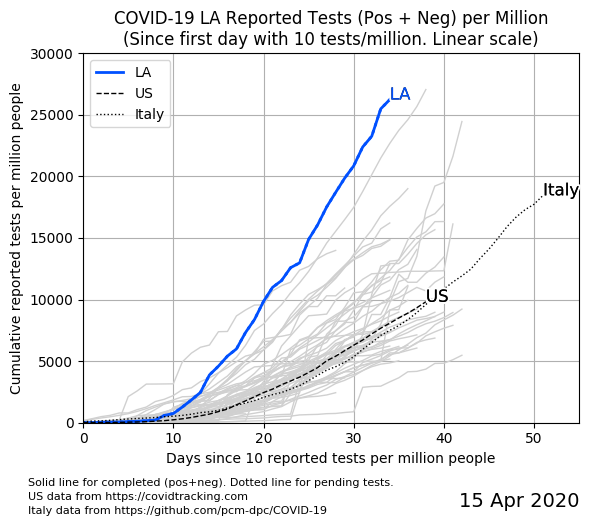 COVID-19 LA Reported Tests (Pos + Neg) per Million
(Since first day with 10 tests/million. Linear scale)
Cumulative reported tests per million people
30000
25000
20000
15000
10000
5000
0
LA
US
Italy
LA
Italy
US
0 10 20 30 40 50
Days since 10 reported tests per million people
Solid line for completed (pos+neg). Dotted line for pending tests.
US data from https://covidtracking.com
Italy data from https://github.com/pcm-dpc/COVID-19
15 Apr 2020